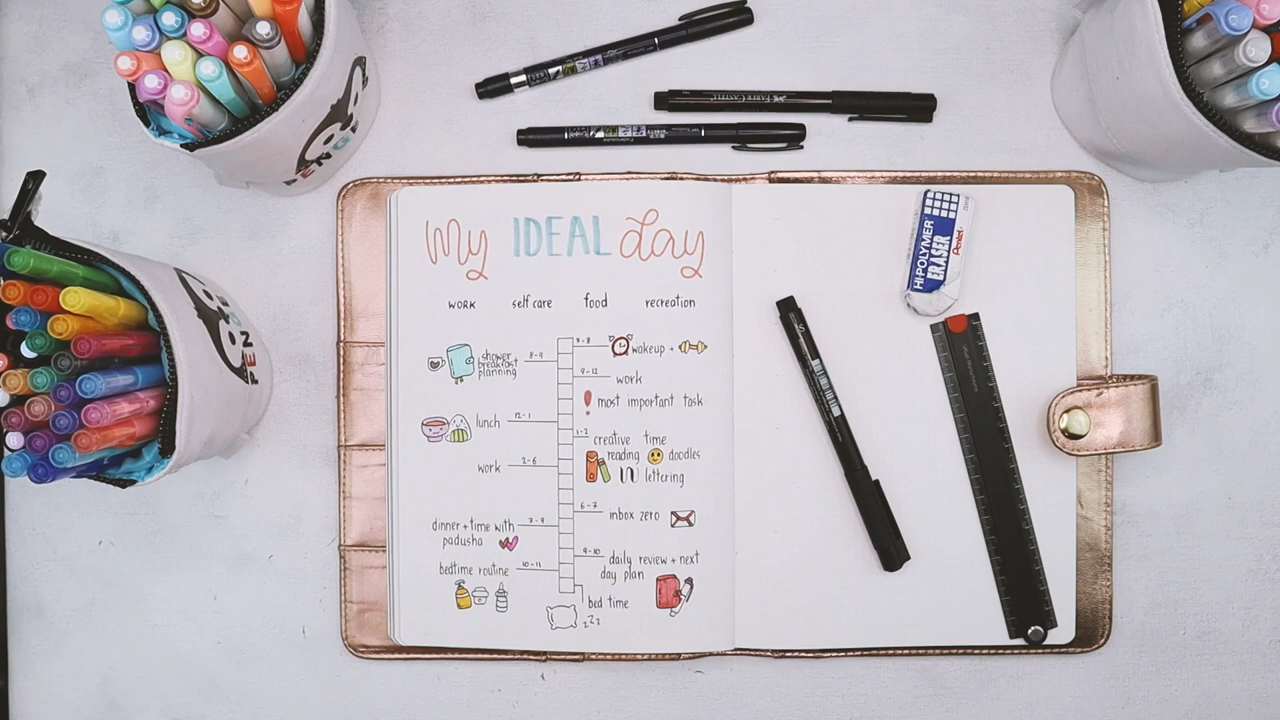 My IDEAL day
WORK self care food recreation
7-8 wakeup +
shower 8-9
breakfast
planning
9-12 work
most important task
lunch 12-1
1-2 creative time
reading doodles
lettering
work 2-6
6-7 inbox zero
dinner + time with 7-9
padusha
9-10 daily review + next
day plan
bedtime routine 10-11
bed time
zzz
FABER CASTELL
HI-POLYMER
ERASER
Pentel
PEN